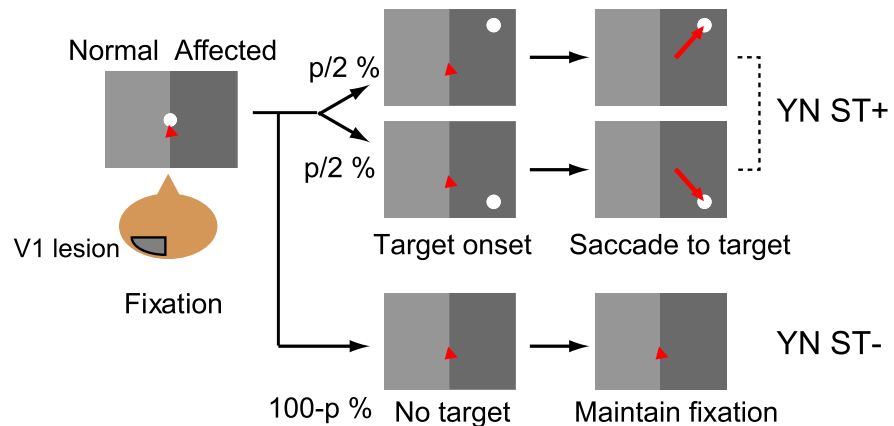 Normal Affected
p/2 %
p/2 %
YN ST+
V1 lesion
Target onset
Saccade to target
Fixation
YN ST-
100-p %
No target
Maintain fixation